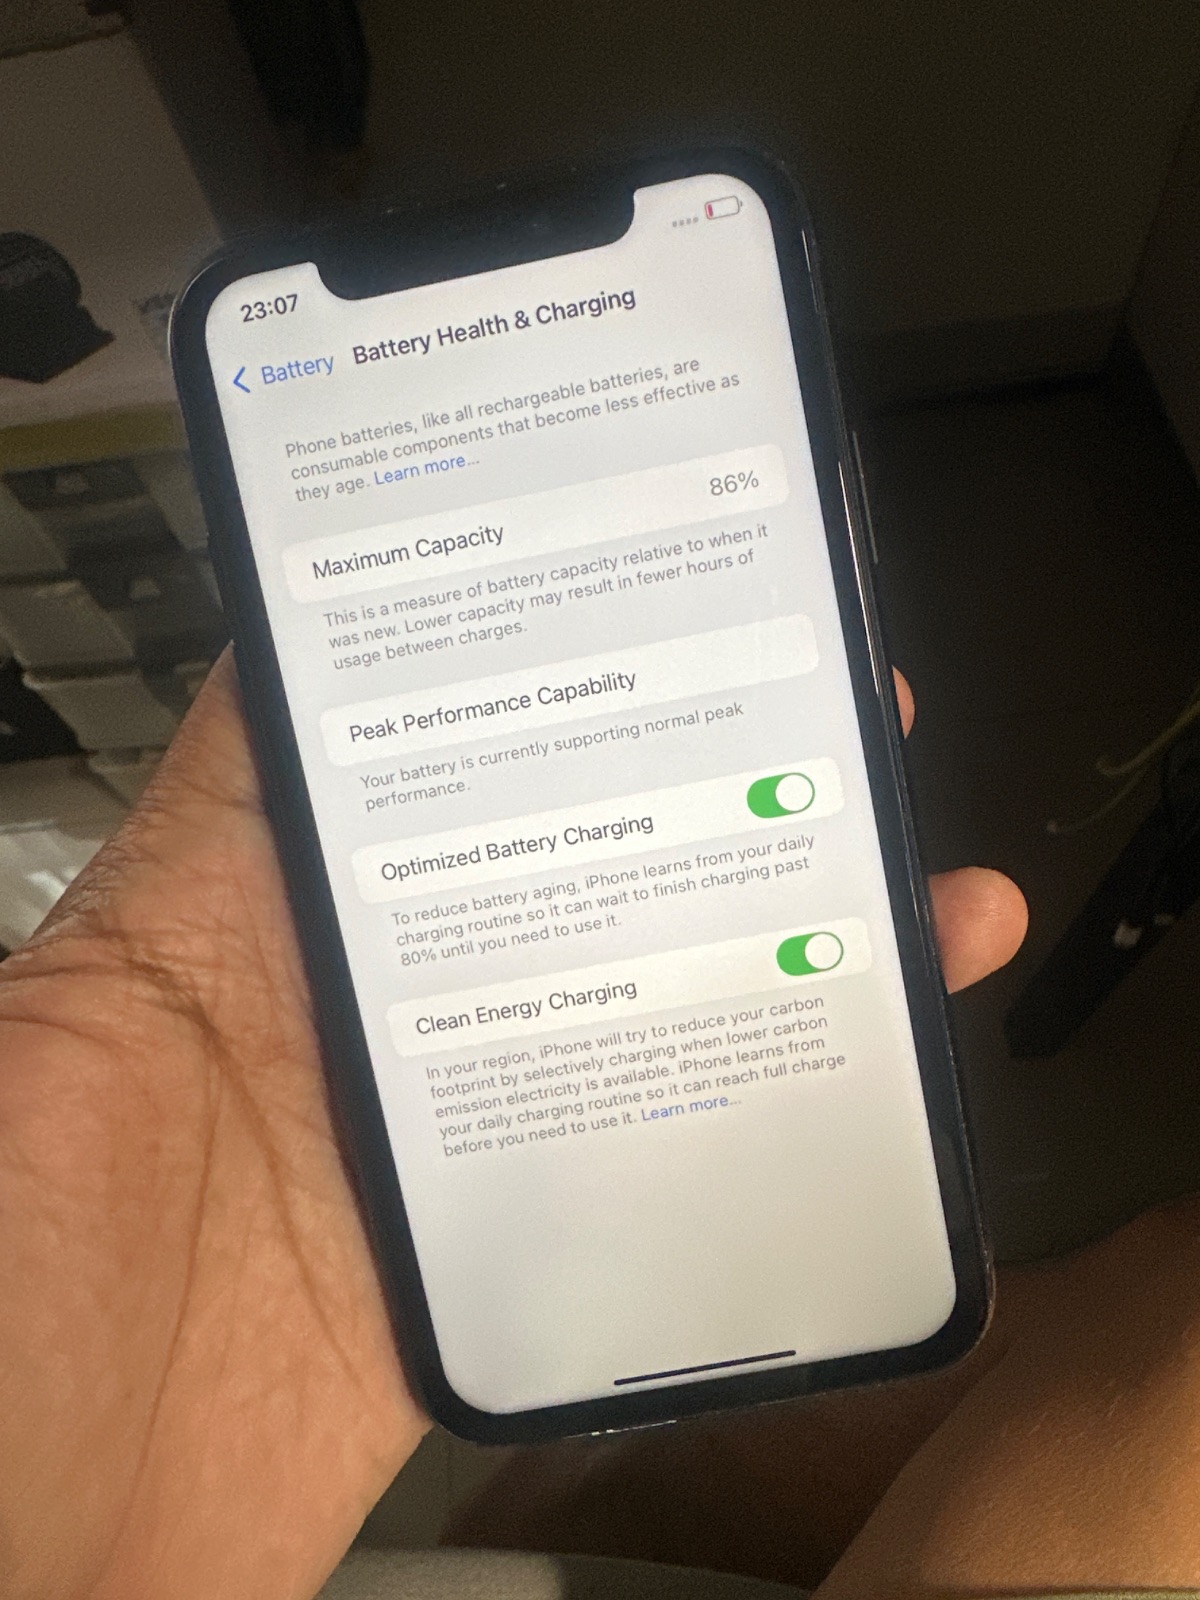 23:07
Battery
Battery Health & Charging
Phone batteries, like all rechargeable batteries, are
consumable components that become less effective as
they age. Learn more...
Maximum Capacity
86%
This is a measure of battery capacity relative to when it
was new. Lower capacity may result in fewer hours of
usage between charges.
Peak Performance Capability
Your battery is currently supporting normal peak
performance.
Optimized Battery Charging
To reduce battery aging, iPhone learns from your daily
charging routine so it can wait to finish charging past
80% until you need to use it.
Clean Energy Charging
In your region, iPhone will try to reduce your carbon
footprint by selectively charging when lower carbon
emission electricity is available. iPhone learns from
your daily charging routine so it can reach full charge
before you need to use it. Learn more...